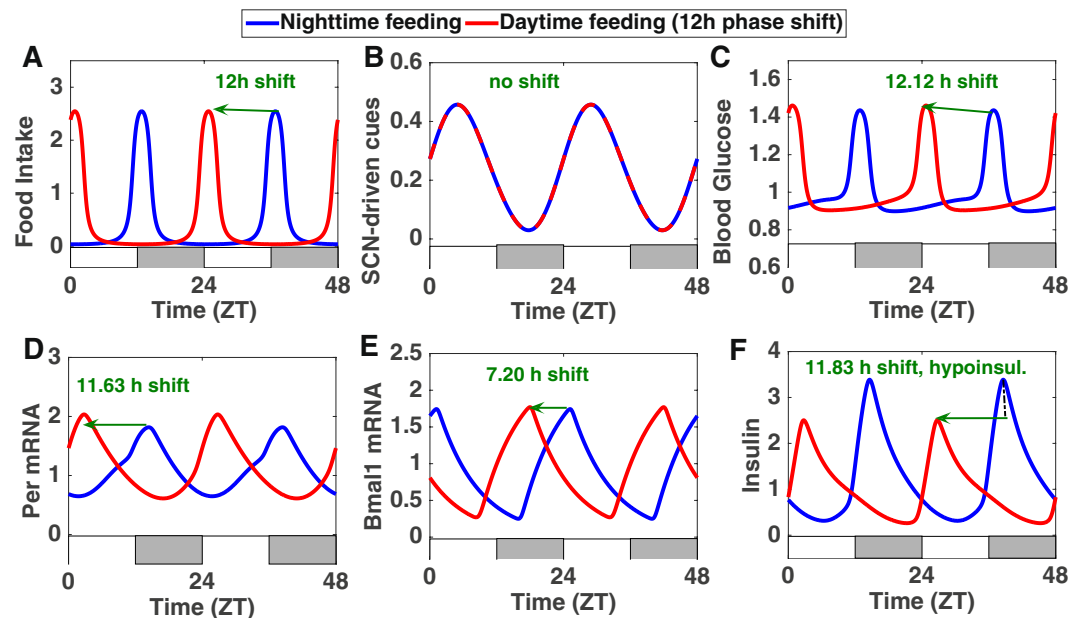 Nighttime feeding Daytime feeding (12h phase shift)
A
12h shift
Food Intake
3
2
1
0
0 24 48
Time (ZT)
B
no shift
SCN-driven cues
0.6
0.4
0.2
0
0 24 48
Time (ZT)
C
12.12 h shift
Blood Glucose
1.6
1.4
1.2
1
0.8
0.6
0 24 48
Time (ZT)
D
11.63 h shift
Per mRNA
3
2
1
0
0 24 48
Time (ZT)
E
7.20 h shift
Bmal1 mRNA
2.5
2
1.5
1
0.5
0
0 24 48
Time (ZT)
F
11.83 h shift, hypoinsul.
Insulin
4
3
2
1
0
0 24 48
Time (ZT)